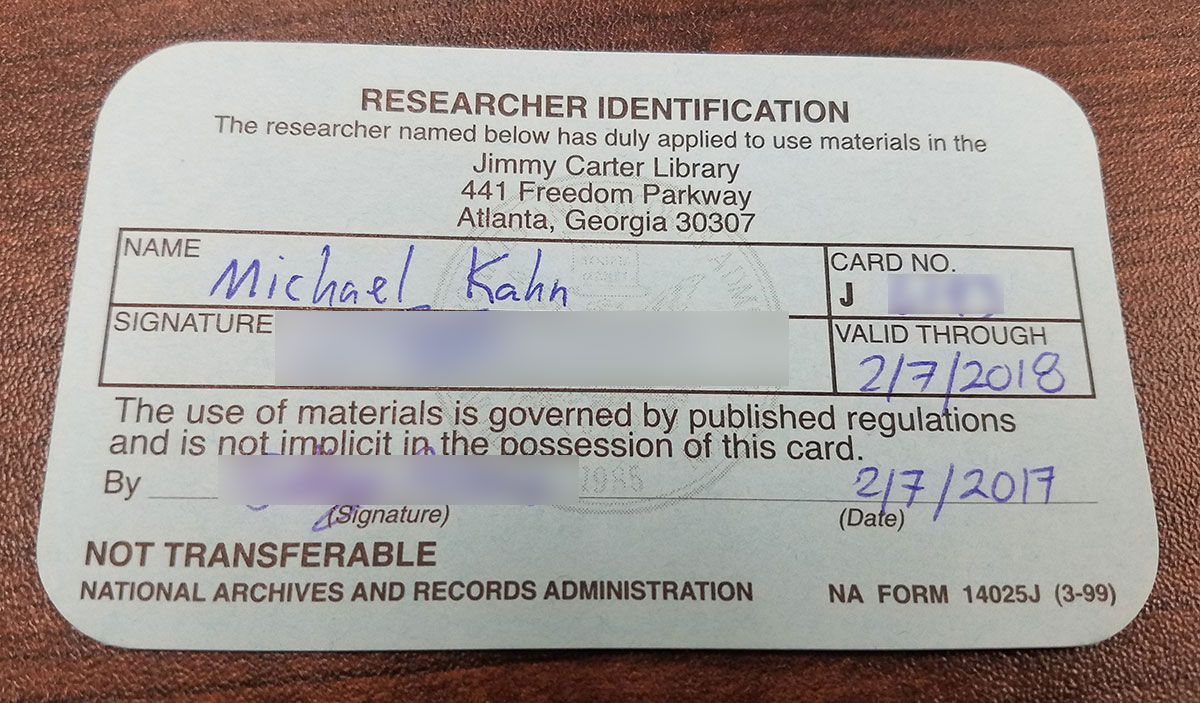 RESEARCHER IDENTIFICATION
The researcher named below has duly applied to use materials in the
Jimmy Carter Library
441 Freedom Parkway
Atlanta, Georgia 30307
NAME Michael Kahn
CARD NO.
J
SIGNATURE
VALID THROUGH
2/7/2018
The use of materials is governed by published regulations
and is not implicit in the possession of this card.
By 1985 2/7/2017
(Signature) (Date)
NOT TRANSFERABLE
NATIONAL ARCHIVES AND RECORDS ADMINISTRATION NA FORM 14025J (3-99)